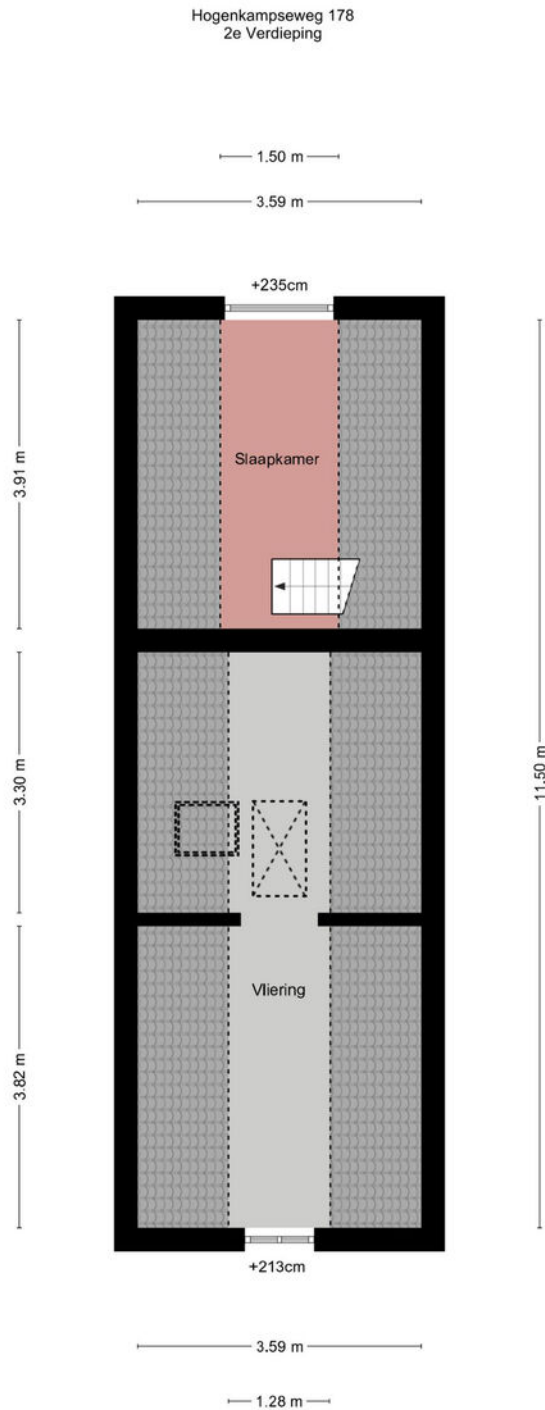 Hogenkampseweg 178
2e Verdieping
1.50 m
3.59 m
+235cm
3.91 m
Slaapkamer
3.30 m
11.50 m
Vliering
3.82 m
+213cm
3.59 m
1.28 m